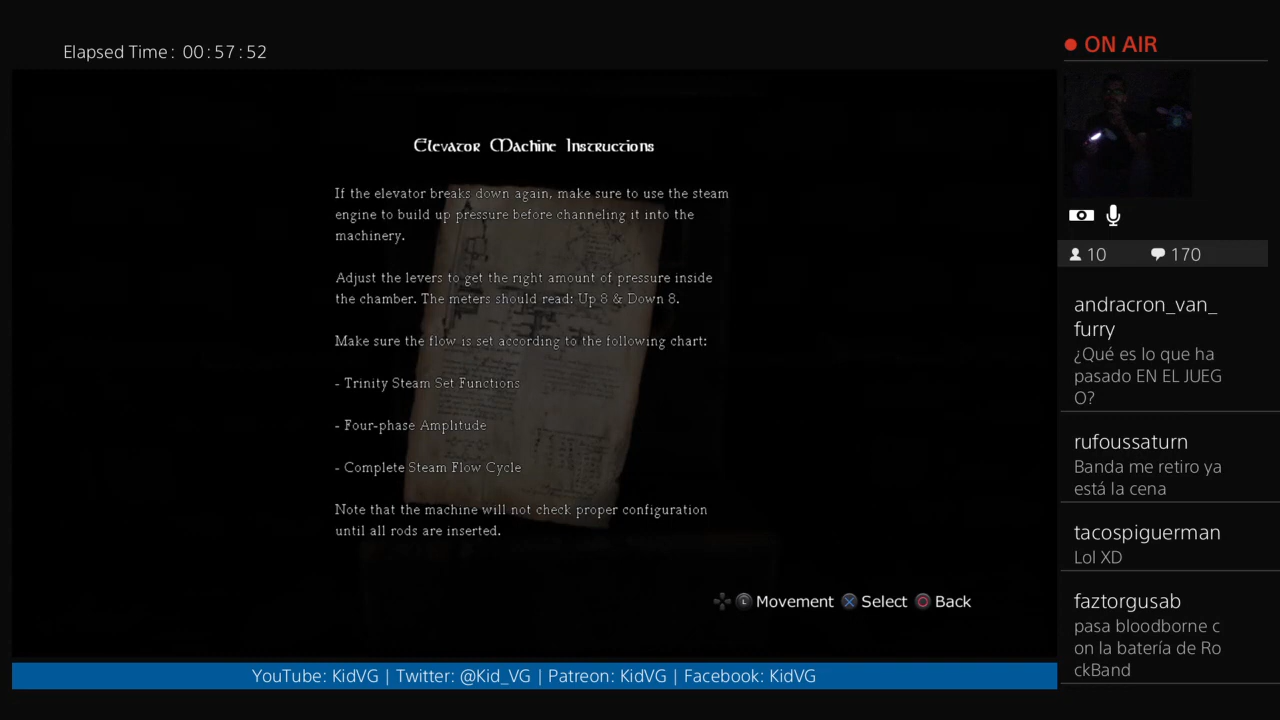 Elapsed Time: 00:57:52
ON AIR
Elevator Machine Instructions
If the elevator breaks down again, make sure to use the steam
engine to build up pressure before channeling it into the
machinery.
Adjust the levers to get the right amount of pressure inside
the chamber. The meters should read: Up 8 & Down 8.
Make sure the flow is set according to the following chart:
- Trinity Steam Set Functions
- Four-phase Amplitude
- Complete Steam Flow Cycle
Note that the machine will not check proper configuration
until all rods are inserted.
L Movement Select Back
YouTube: KidVG | Twitter: @Kid_VG | Patreon: KidVG | Facebook: KidVG
10 170
andracron_van_
furry
¿Qué es lo que ha
pasado EN EL JUEG
O?
rufoussaturn
Banda me retiro ya
está la cena
tacospiguerman
Lol XD
faztorgusab
pasa bloodborne c
on la batería de Ro
ckBand